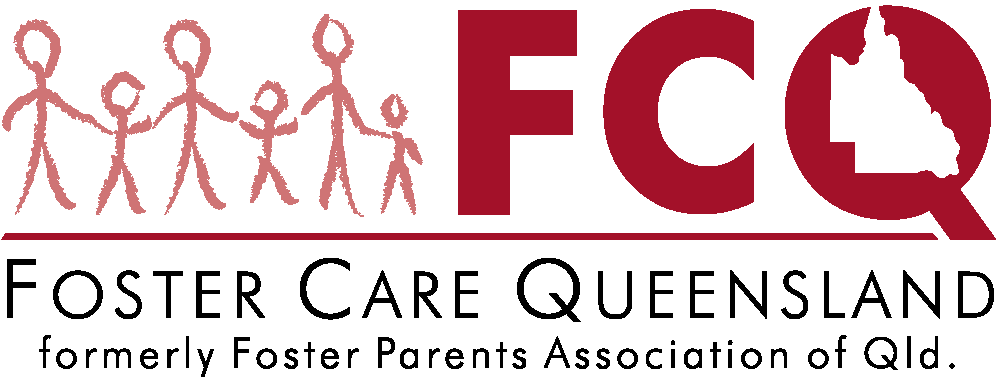 FCQ
FOSTER CARE QUEENSLAND
formerly Foster Parents Association of Qld.